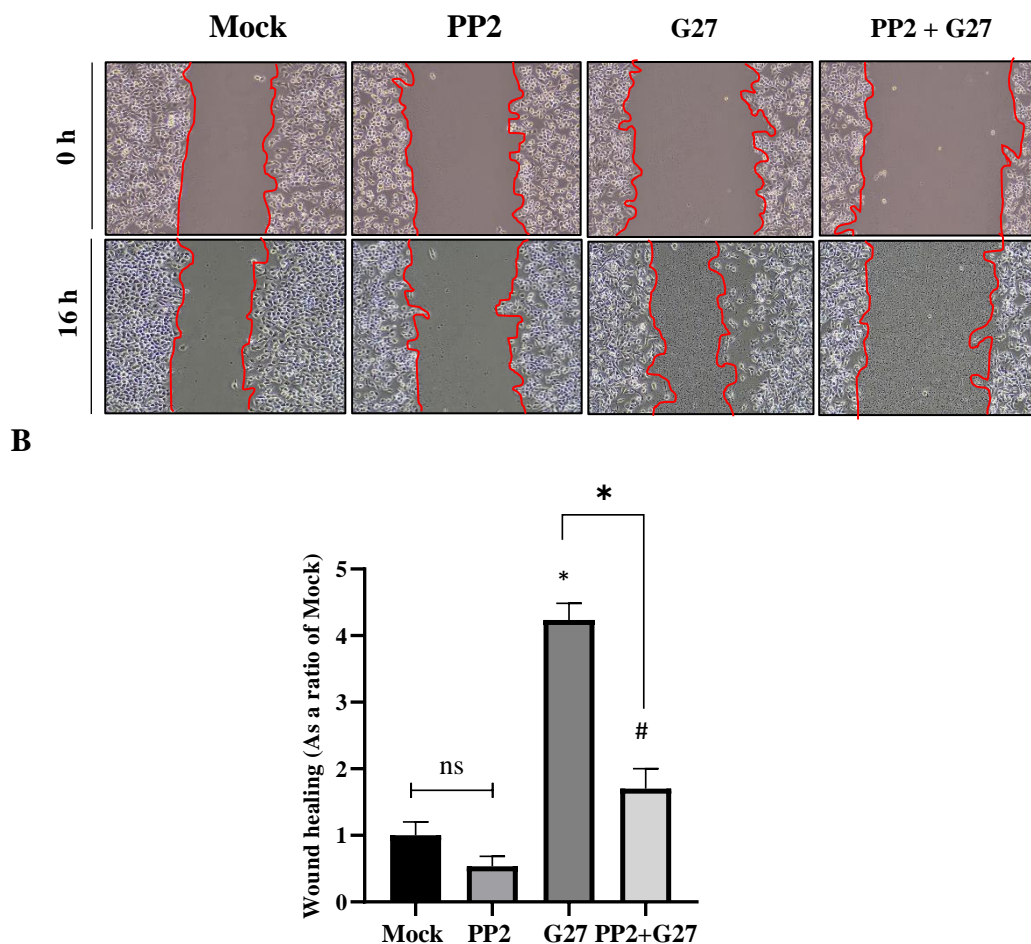 Mock PP2 G27 PP2 + G27
0 h
16 h
B
Wound healing (As a ratio of Mock)
5
4
3
2
1
0
*
*
#
ns
Mock PP2 G27 PP2+G27